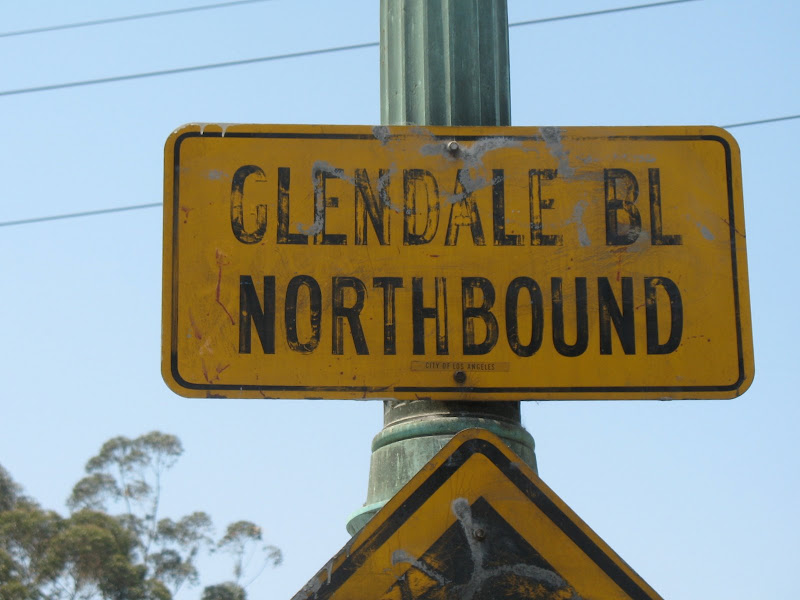 GLENDALE BL
NORTHBOUND
CITY OF LOS ANGELES